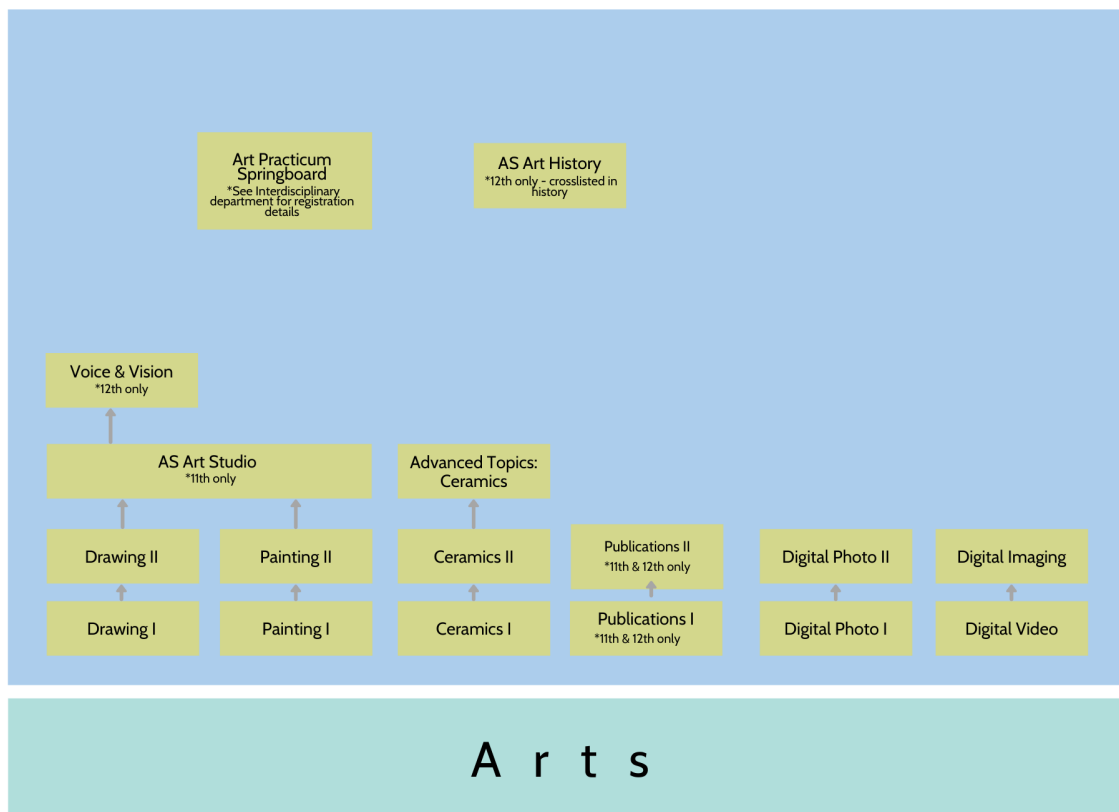 Art Practicum
Springboard
*See Interdisciplinary
department for registration
details
AS Art History
*12th only - crosslisted in
history
Voice & Vision
*12th only
AS Art Studio
*11th only
Advanced Topics:
Ceramics
Drawing II
Painting II
Ceramics II
Publications II
*11th & 12th only
Digital Photo II
Digital Imaging
Drawing I
Painting I
Ceramics I
Publications I
*11th & 12th only
Digital Photo I
Digital Video
Arts